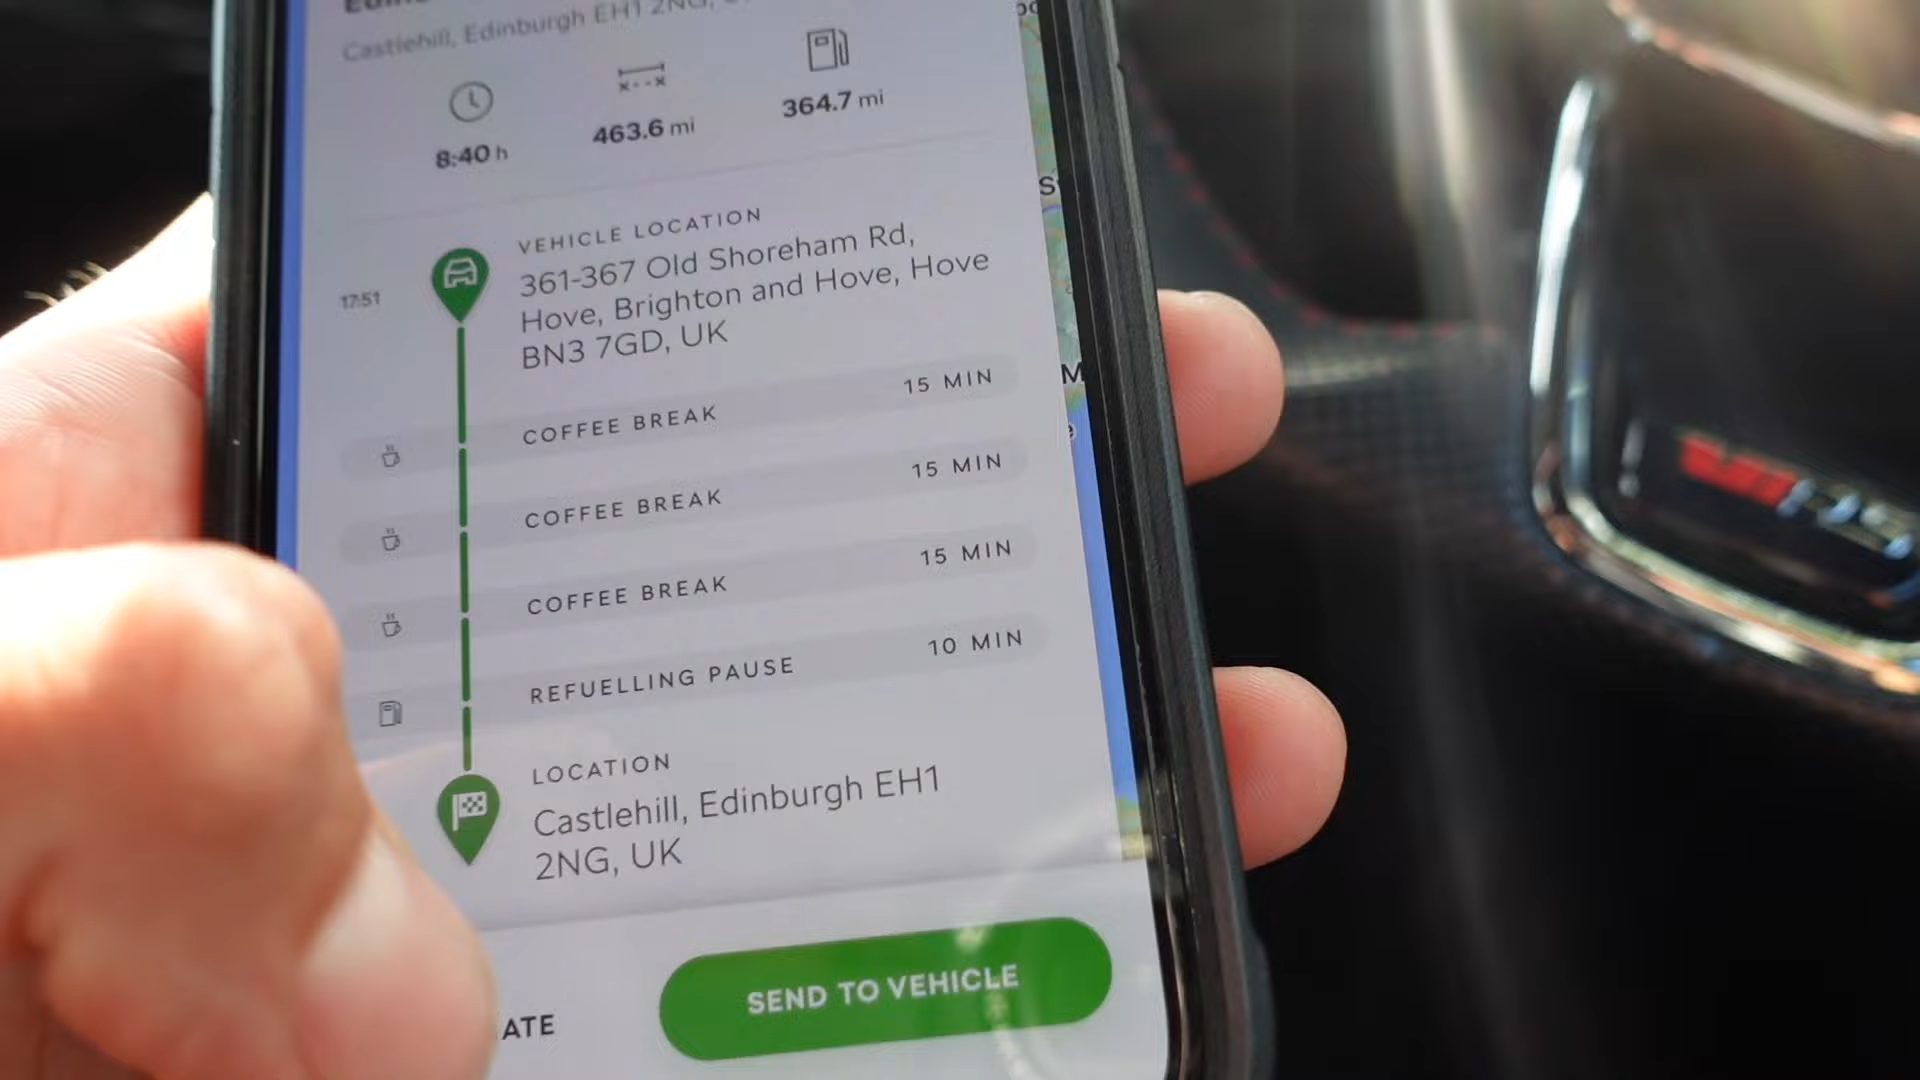 Castlehill, Edinburgh EH1 2NG,
8:40 h
463.6 mi
364.7 mi
VEHICLE LOCATION
17:51
361-367 Old Shoreham Rd,
Hove, Brighton and Hove, Hove
BN3 7GD, UK
COFFEE BREAK
15 MIN
COFFEE BREAK
15 MIN
COFFEE BREAK
15 MIN
REFUELLING PAUSE
10 MIN
LOCATION
Castlehill, Edinburgh EH1
2NG, UK
ATE
SEND TO VEHICLE